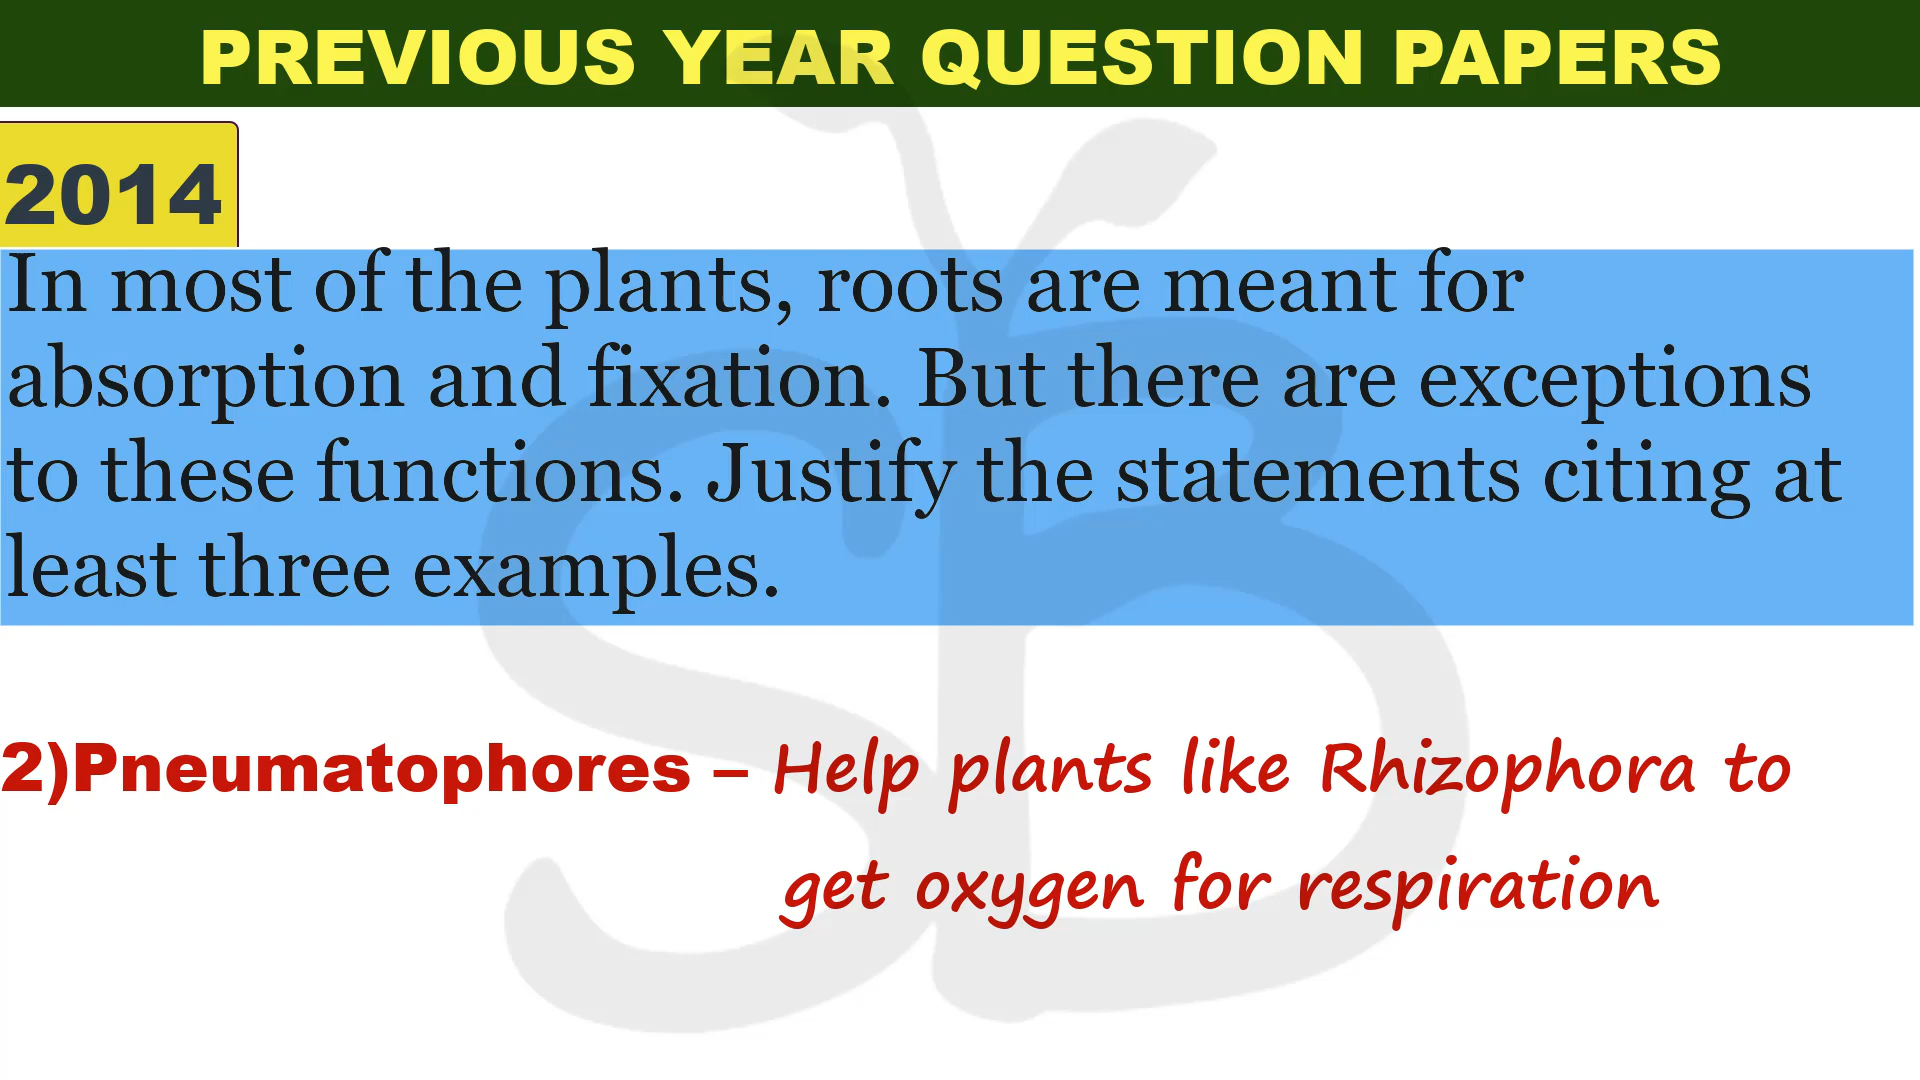 PREVIOUS YEAR QUESTION PAPERS
2014
In most of the plants, roots are meant for
absorption and fixation. But there are exceptions
to these functions. Justify the statements citing at
least three examples.
2)Pneumatophores – Help plants like Rhizophora to
get oxygen for respiration
SB